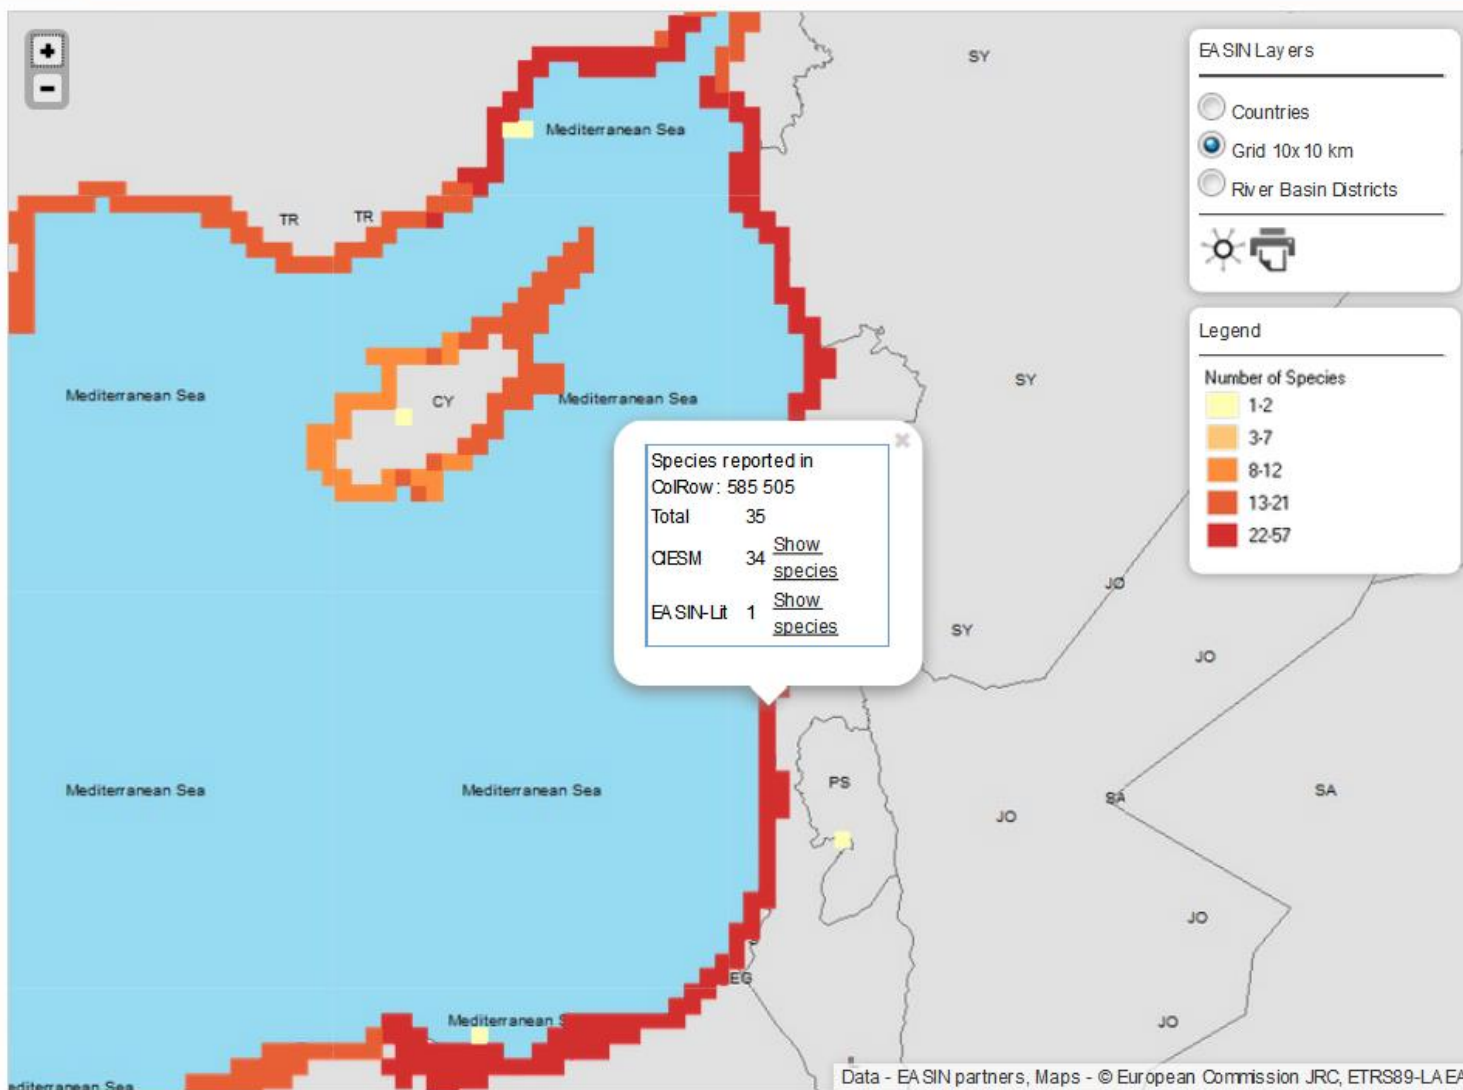 +
-
SY
Mediterranean Sea
TR
TR
Mediterranean Sea
CY
Mediterranean Sea
SY
EASIN Layers
Countries
Grid 10x10 km
River Basin Districts
Legend
Number of Species
1-2
3-7
8-12
13-21
22-57
Species reported in
ColRow: 585 505
Total 35
CIESM 34 Show
species
EASIN-Lit 1 Show
species
JO
SY
JO
Mediterranean Sea
Mediterranean Sea
PS
JO
SA
SA
JO
EG
Mediterranean S
JO
editerranean Sea
Data - EASIN partners, Maps - © European Commission JRC, ETRS89-LAEA